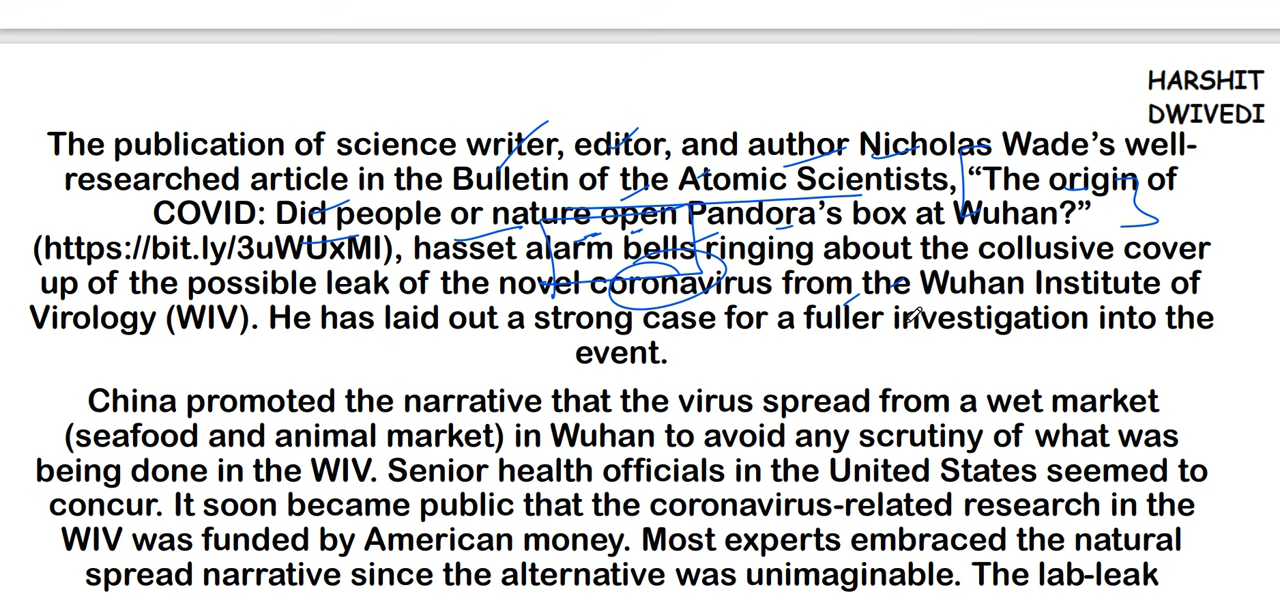 HARSHIT
DWIVEDI
The publication of science writer, editor, and author Nicholas Wade’s well-
researched article in the Bulletin of the Atomic Scientists, “The origin of
COVID: Did people or nature open Pandora’s box at Wuhan?”
(https://bit.ly/3uWUxMI), hasset alarm bells ringing about the collusive cover
up of the possible leak of the novel coronavirus from the Wuhan Institute of
Virology (WIV). He has laid out a strong case for a fuller investigation into the
event.
China promoted the narrative that the virus spread from a wet market
(seafood and animal market) in Wuhan to avoid any scrutiny of what was
being done in the WIV. Senior health officials in the United States seemed to
concur. It soon became public that the coronavirus-related research in the
WIV was funded by American money. Most experts embraced the natural
spread narrative since the alternative was unimaginable. The lab-leak